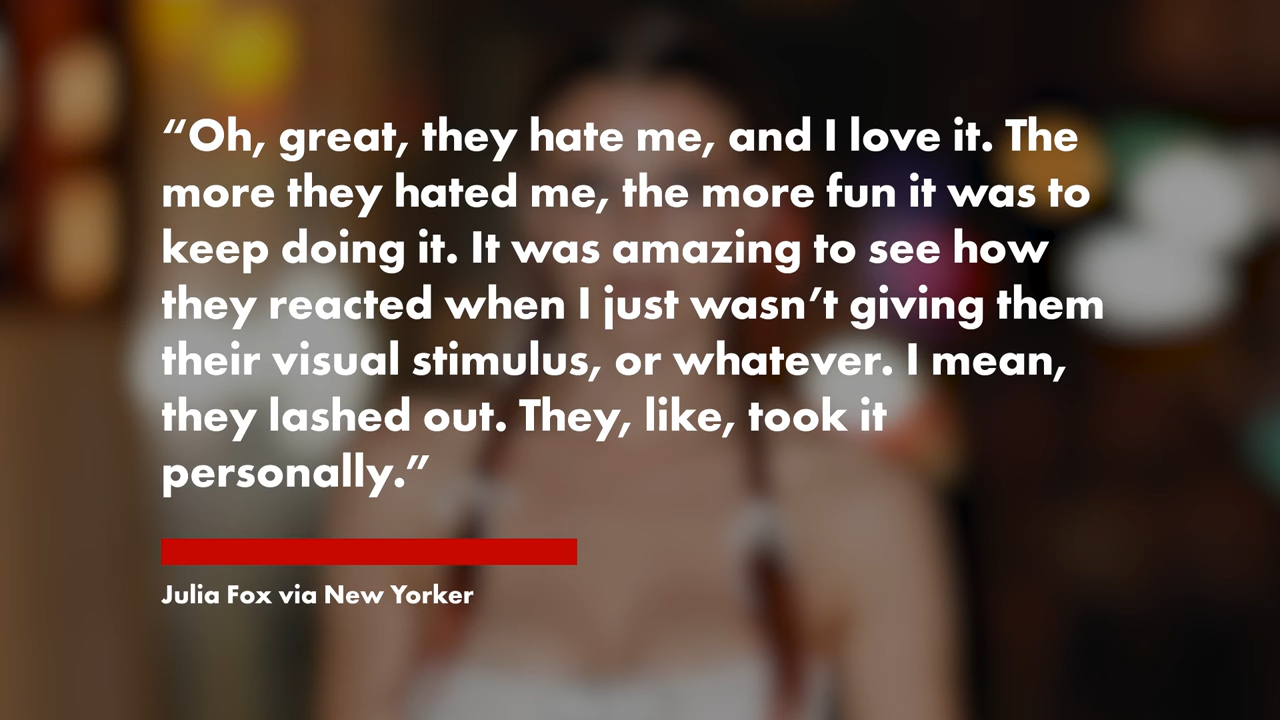 “Oh, great, they hate me, and I love it. The
more they hated me, the more fun it was to
keep doing it. It was amazing to see how
they reacted when I just wasn’t giving them
their visual stimulus, or whatever. I mean,
they lashed out. They, like, took it
personally.”
Julia Fox via New Yorker